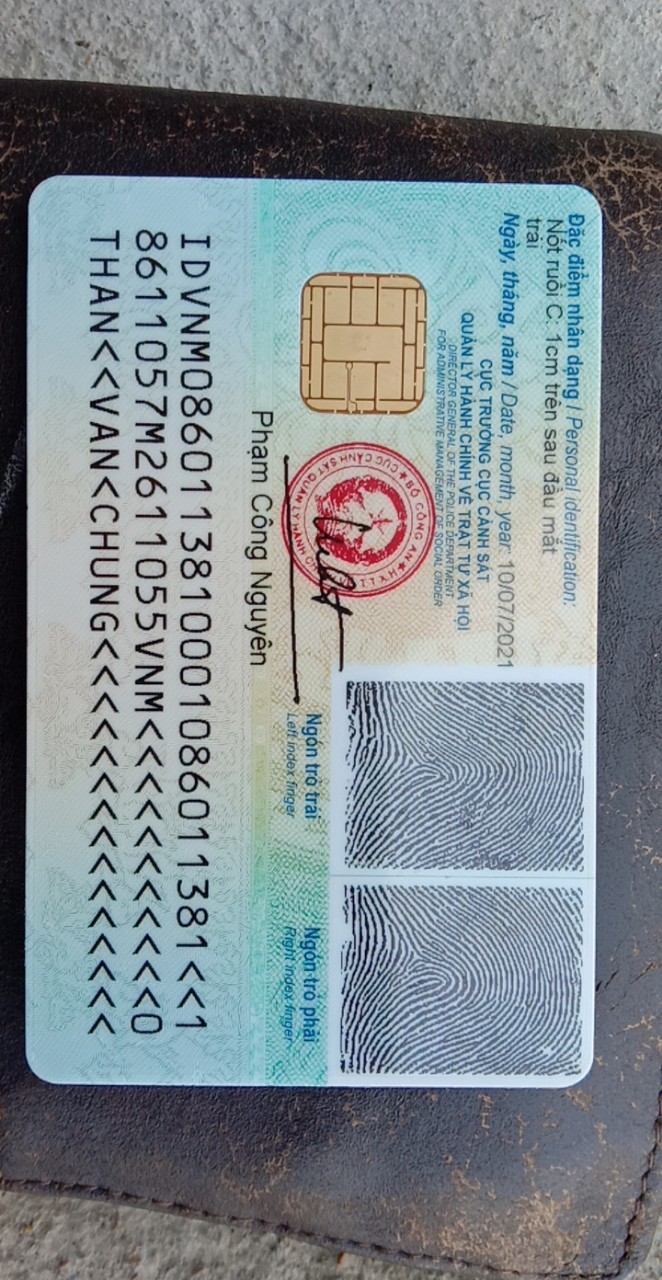 Đặc điểm nhân dạng / Personal identification:
Nốt ruồi C: 1cm trên sau đầu mắt
trái
Ngày, tháng, năm / Date, month, year: 10/07/2021
CỤC TRƯỞNG CỤC CẢNH SÁT
QUẢN LÝ HÀNH CHÍNH VỀ TRẬT TỰ XÃ HỘI
DIRECTOR GENERAL OF THE POLICE DEPARTMENT
FOR ADMINISTRATIVE MANAGEMENT OF SOCIAL ORDER
BỘ CÔNG AN
CỤC CẢNH SÁT QUẢN LÝ HÀNH
Phạm Công Nguyên
Ngón trỏ trái
Left index finger
Ngón trỏ phải
Right index finger
IDVNM0860113810001086011381<<1
8611057M2611055VNM<<<<<<<<<<<0
THAN<<VAN<CHUNG<<<<<<<<<<<<<<<